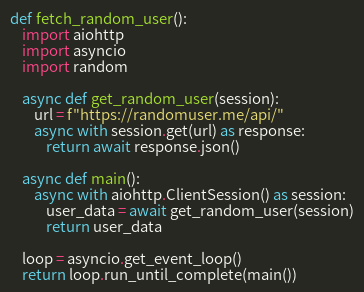 def fetch_random_user():
    import aiohttp
    import asyncio
    import random

    async def get_random_user(session):
        url = f"https://randomuser.me/api/"
        async with session.get(url) as response:
            return await response.json()

    async def main():
        async with aiohttp.ClientSession() as session:
            user_data = await get_random_user(session)
            return user_data

    loop = asyncio.get_event_loop()
    return loop.run_until_complete(main())